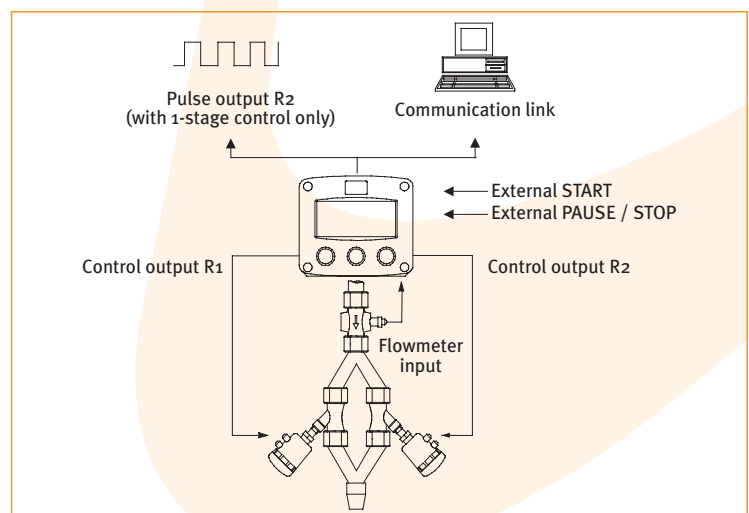 Pulse output R2
(with 1-stage control only)
Communication link
External START
External PAUSE / STOP
Control output R1
Control output R2
Flowmeter
input